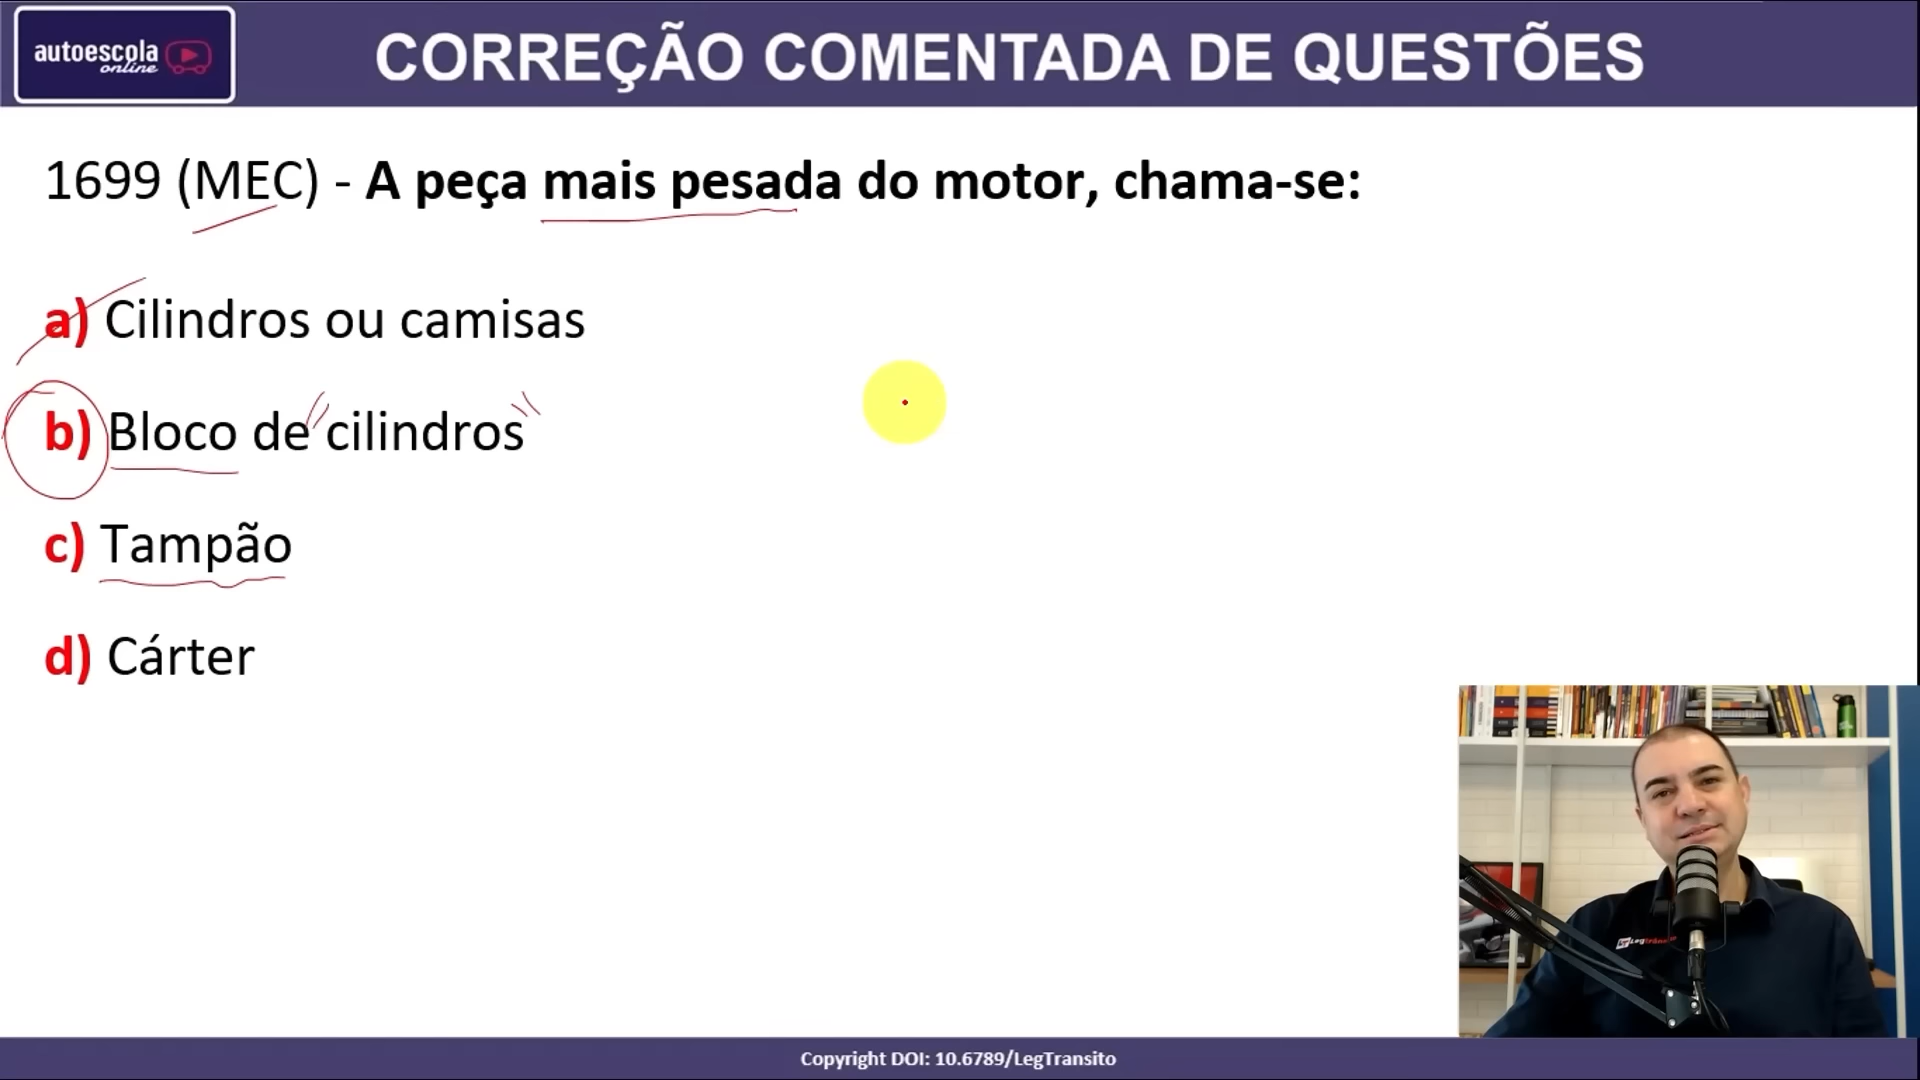 autoescola
online
CORREÇÃO COMENTADA DE QUESTÕES
1699 (MEC) - A peça mais pesada do motor, chama-se:
a) Cilindros ou camisas
b) Bloco de "cilindros"
c) Tampão
d) Cárter
LegTrânsito
Copyright DOI: 10.6789/LegTransito